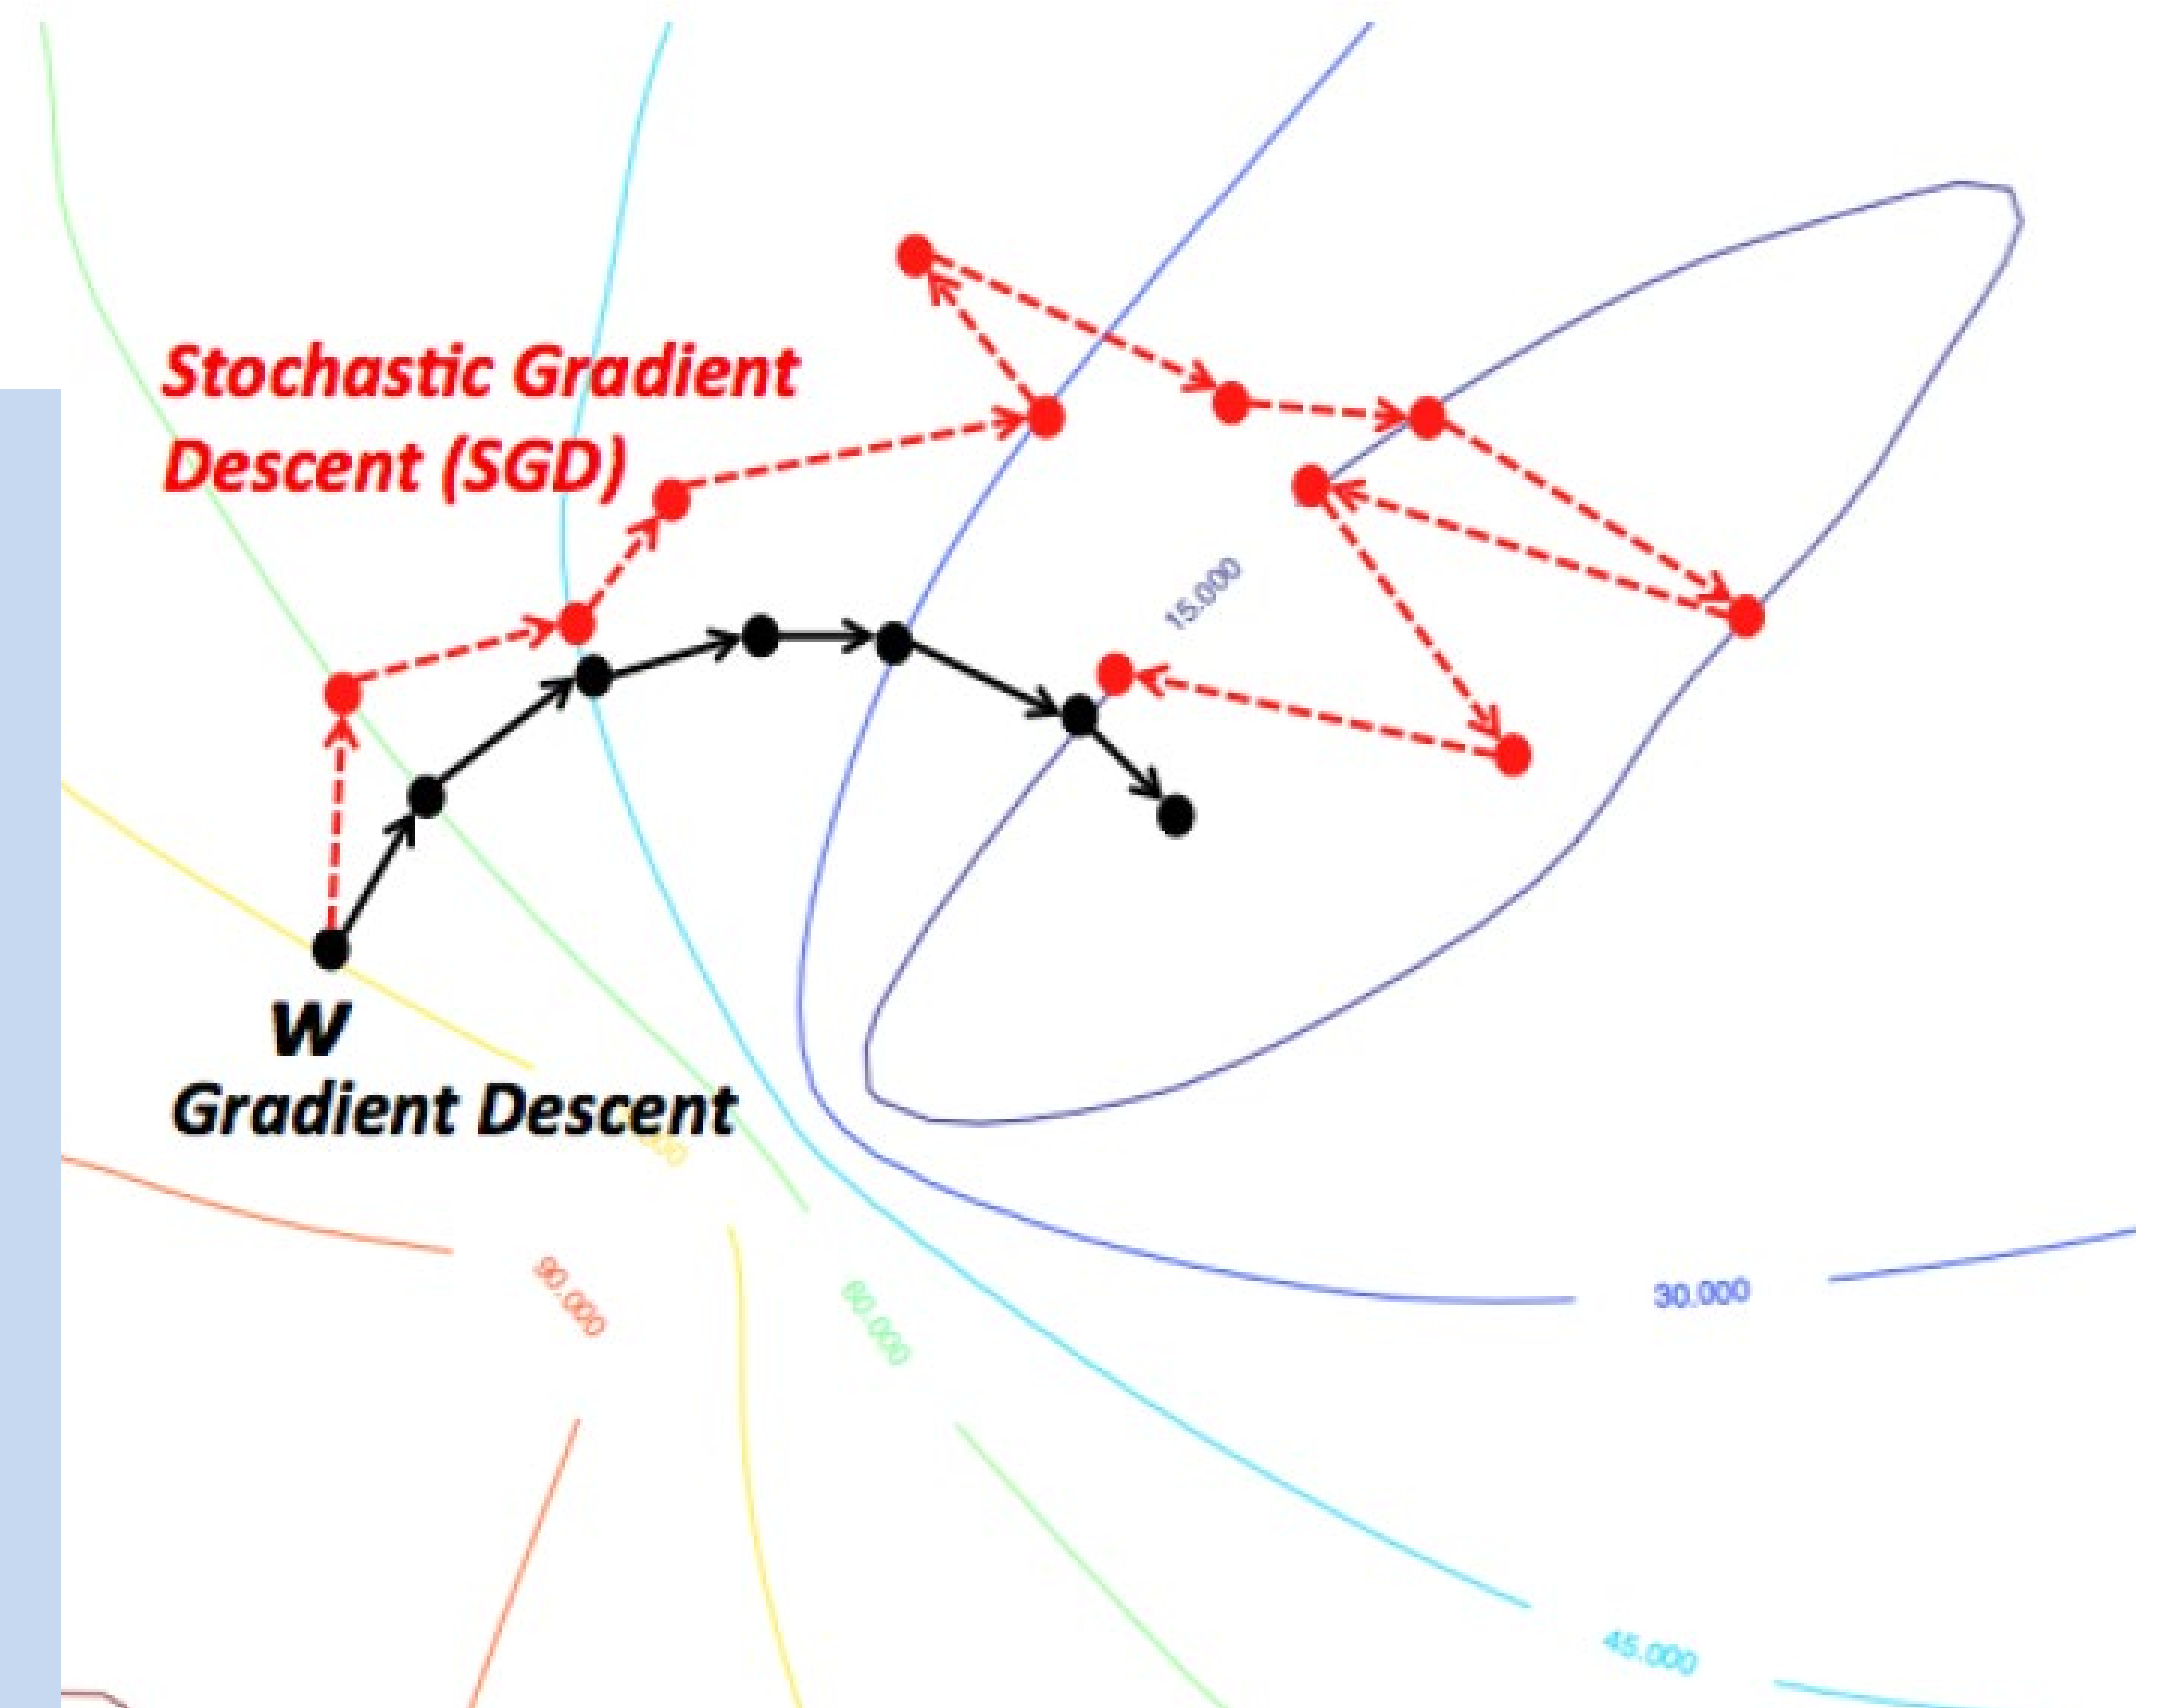 Stochastic Gradient
Descent (SGD)
15.000
W
Gradient Descent
90.000
60.000
30.000
45.000